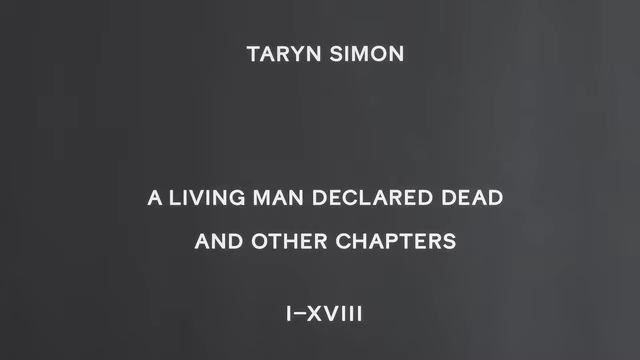 TARYN SIMON
A LIVING MAN DECLARED DEAD
AND OTHER CHAPTERS
I–XVIII